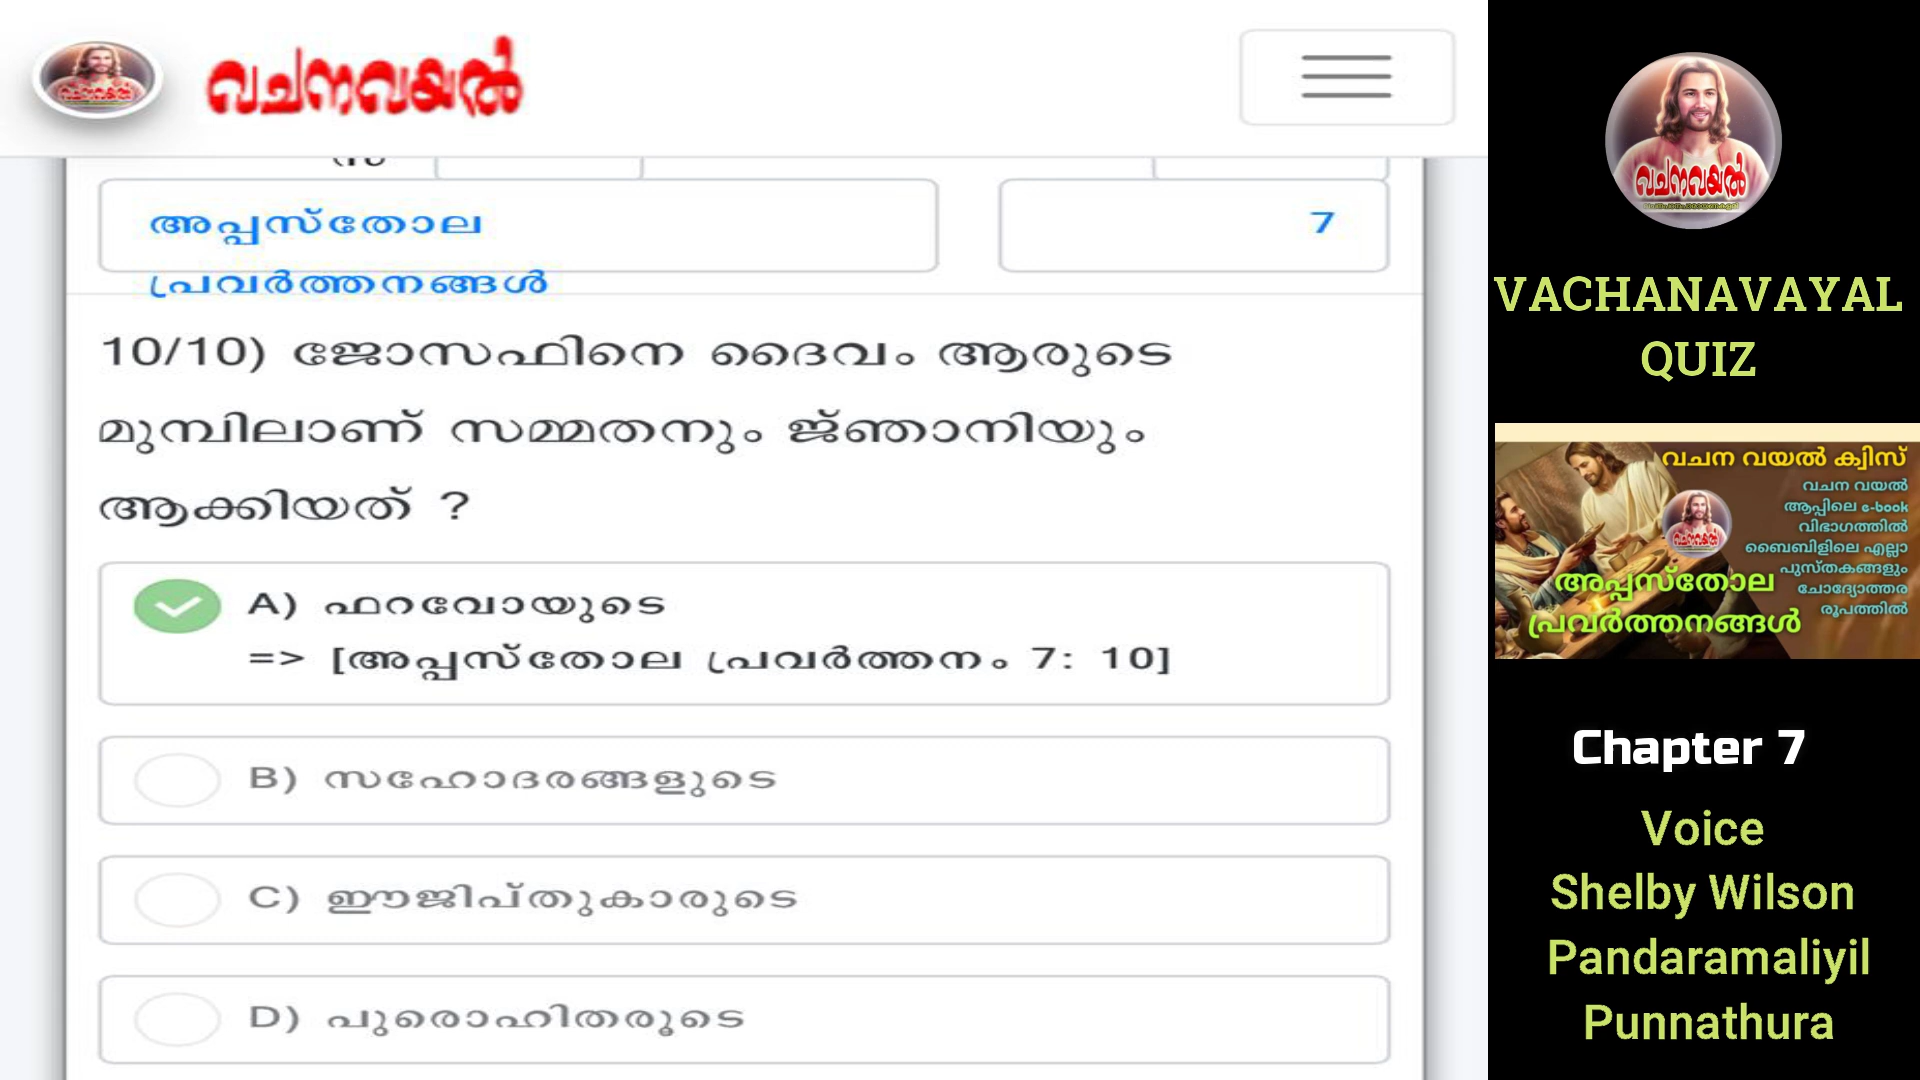 വചനവയൽ
അപ്പസ്തോല
7
പ്രവർത്തനങ്ങൾ
10/10) ജോസഫിനെ ദൈവം ആരുടെ
മുമ്പിലാണ് സമ്മതനും ജ്ഞാനിയും
ആക്കിയത് ?
A) ഫറവോയുടെ
=> [അപ്പസ്തോല പ്രവർത്തനം 7: 10]
B) സഹോദരങ്ങളുടെ
C) ഈജിപ്തുകാരുടെ
D) പുരൊഹിതരുടെ
വചനവയൽ
VACHANAVAYAL
QUIZ
വചന വയൽ ക്വിസ്
വചന വയൽ
ആപ്പിലെ e-book
വിഭാഗത്തിൽ
ബൈബിളിലെ എല്ലാ
പുസ്തകങ്ങളും
ചോദ്യോത്തര
രൂപത്തിൽ
അപ്പസ്തോല
പ്രവർത്തനങ്ങൾ
Chapter 7
Voice
Shelby Wilson
Pandaramaliyil
Punnathura